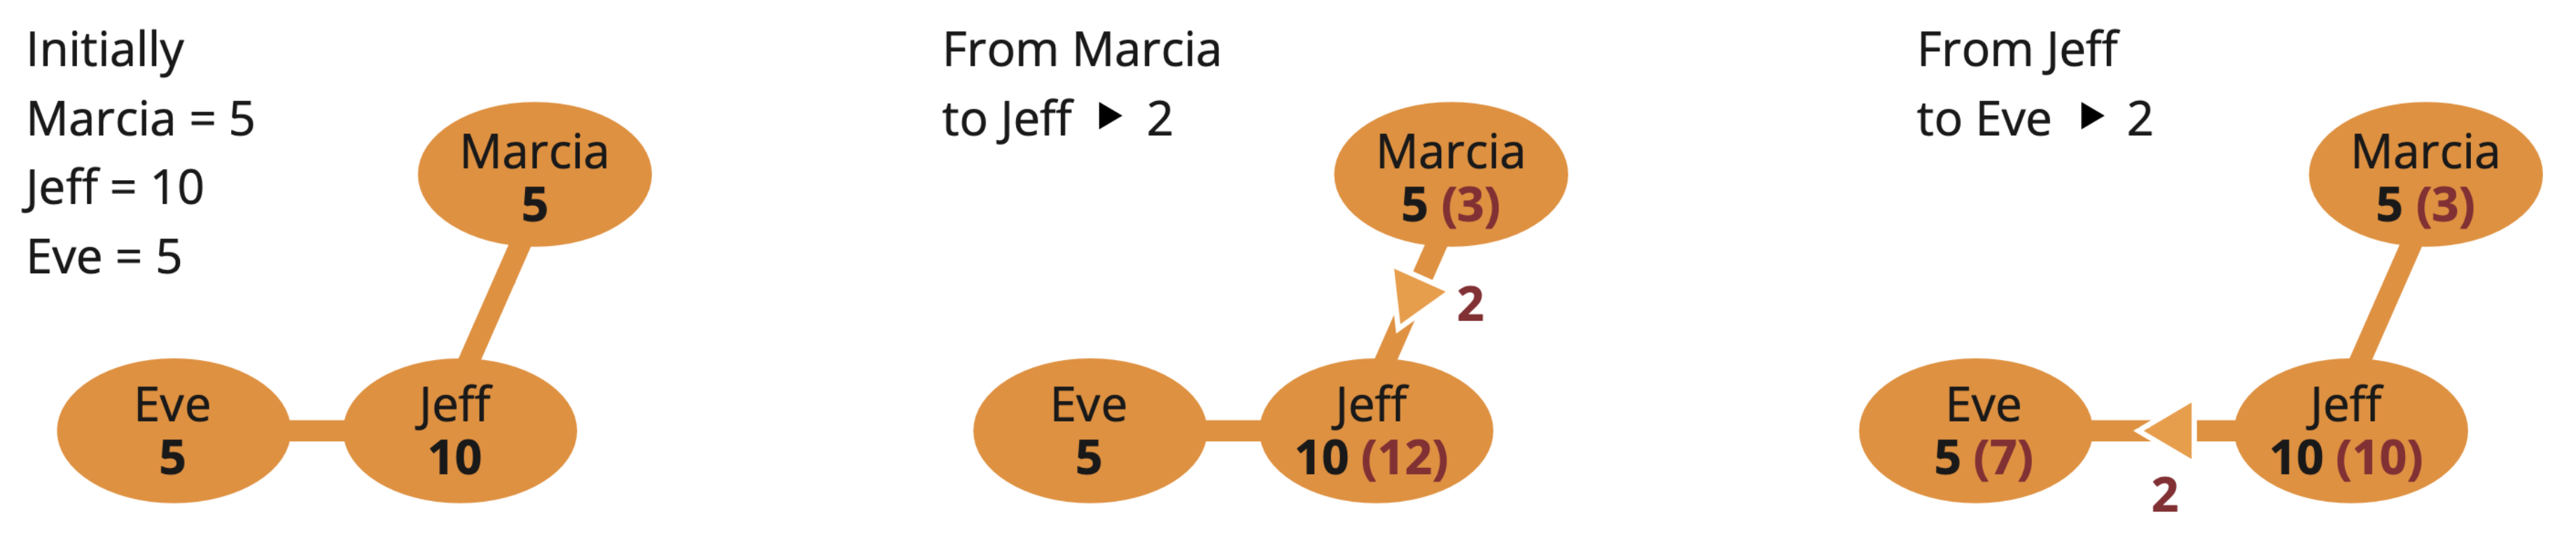 Initially
Marcia = 5
Jeff = 10
Eve = 5
Marcia
5
Eve
5
Jeff
10
From Marcia
to Jeff ▶ 2
Marcia
5 (3)
2
Eve
5
Jeff
10 (12)
From Jeff
to Eve ▶ 2
Marcia
5 (3)
Eve
5 (7)
2
Jeff
10 (10)